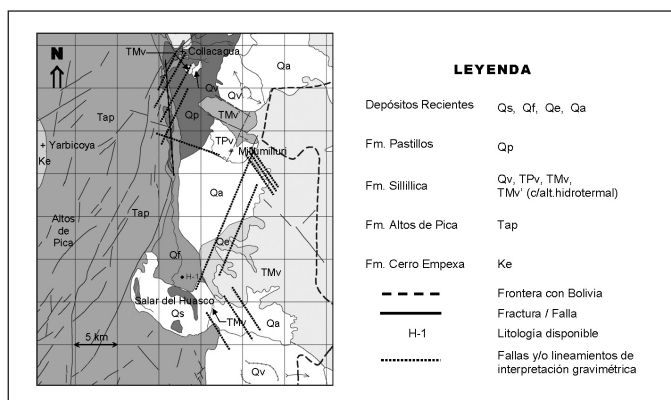 N
TMv
Collacagua
Qa
Qv
Qv
Tap
Qp
TMv
Yarbicoya
TPv
Millumilluri
Ke
Qa
Tap
Altos
de
Pica
Qe
Qf
TMv
H-1
Salar del Huasco
Qs
TMv
Qa
5 km
Qv
LEYENDA
Depósitos Recientes Qs, Qf, Qe, Qa
Fm. Pastillos Qp
Fm. Sillillica Qv, TPv, TMv,
TMv' (c/alt.hidrotermal)
Fm. Altos de Pica Tap
Fm. Cerro Empexa Ke
Frontera con Bolivia
Fractura / Falla
H-1 Litología disponible
Fallas y/o lineamientos de
interpretación gravimétrica